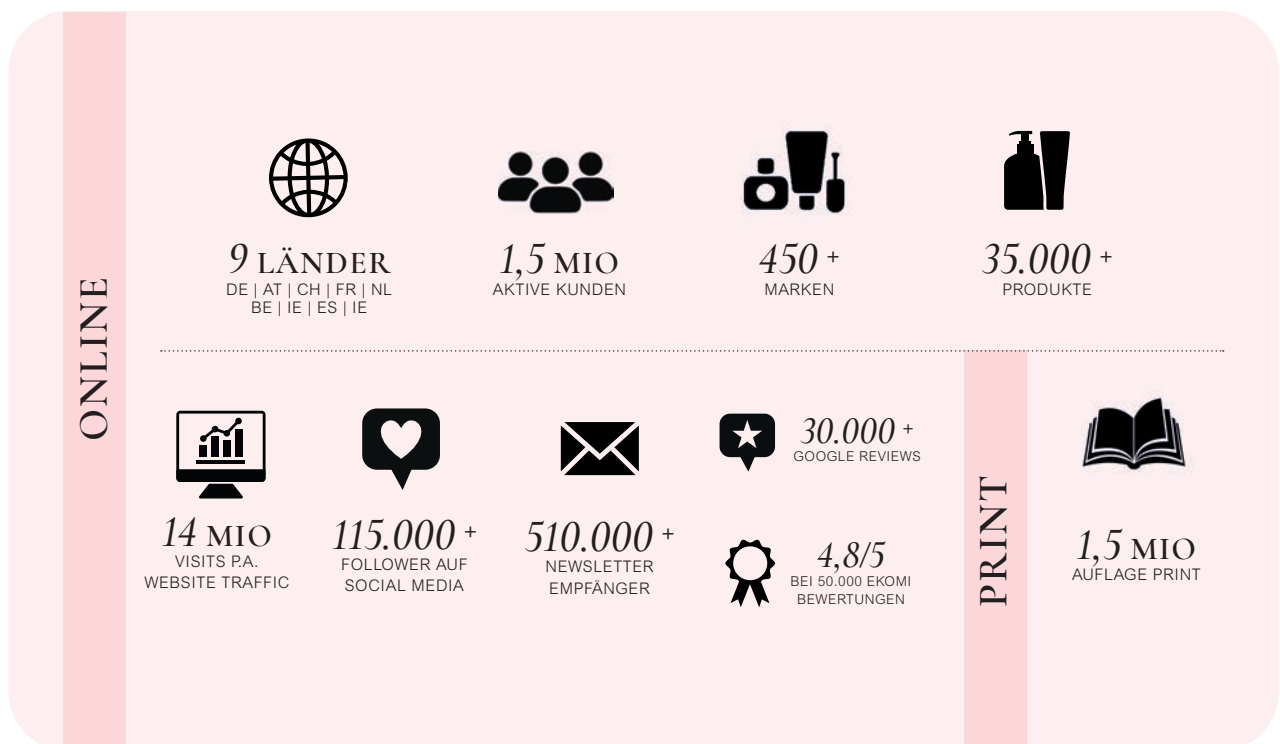 ONLINE
9 LÄNDER
DE | AT | CH | FR | NL
BE | IE | ES | IE
1,5 MIO
AKTIVE KUNDEN
450 +
MARKEN
35.000 +
PRODUKTE
14 MIO
VISITS P.A.
WEBSITE TRAFFIC
115.000 +
FOLLOWER AUF
SOCIAL MEDIA
510.000 +
NEWSLETTER
EMPFÄNGER
30.000 +
GOOGLE REVIEWS
4,8/5
BEI 50.000 EKOMI
BEWERTUNGEN
PRINT
1,5 MIO
AUFLAGE PRINT